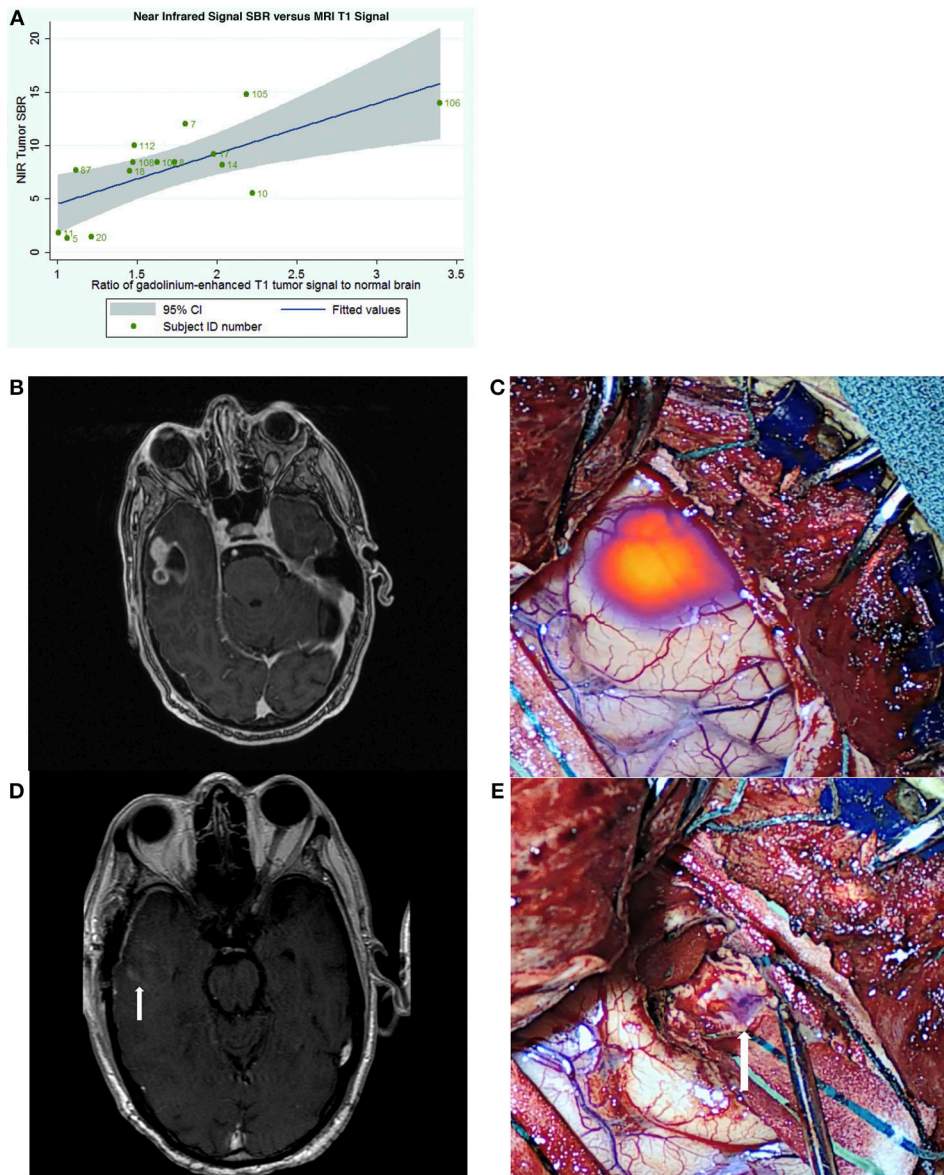 A
Near Infrared Signal SBR versus MRI T1 Signal
NIR Tumor SBR
20
15
10
5
0
105
106
7
112
87
108
10
8
17
18
14
10
11
5
20
1
1.5
2
2.5
3
3.5
Ratio of gadolinium-enhanced T1 tumor signal to normal brain
95% CI
Fitted values
Subject ID number
B
C
D
E